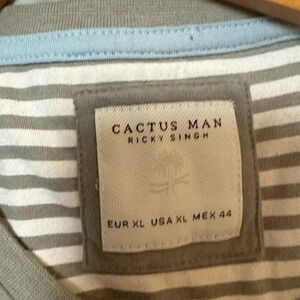 CACTUS MAN
RICKY SINGH
EUR XL USA XL MEX 44